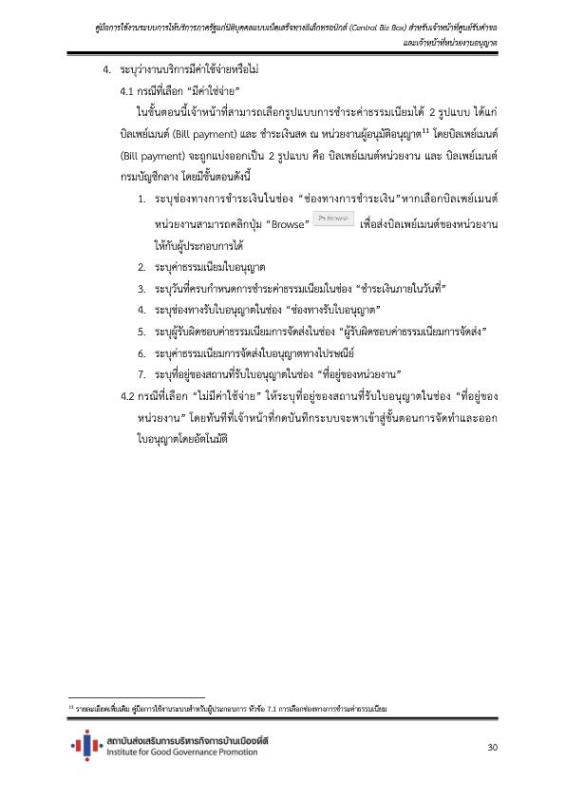 คู่มือการใช้งานระบบการให้บริการภาครัฐแก่นิติบุคคลแบบเบ็ดเสร็จทางอิเล็กทรอนิกส์ (Central Biz Box) สำหรับเจ้าหน้าที่ศูนย์รับคำขอ
และเจ้าหน้าที่หน่วยงานอนุญาต
4. ระบุว่างานบริการมีค่าใช้จ่ายหรือไม่
4.1 กรณีที่เลือก “มีค่าใช่จ่าย”
ในขั้นตอนนี้เจ้าหน้าที่สามารถเลือกรูปแบบการชำระค่าธรรมเนียมได้ 2 รูปแบบ ได้แก่
บิลเพย์เมนต์ (Bill payment) และ ชำระเงินสด ณ หน่วยงานผู้อนุมัติอนุญาต¹¹ โดยบิลเพย์เมนต์
(Bill payment) จะถูกแบ่งออกเป็น 2 รูปแบบ คือ บิลเพย์เมนต์หน่วยงาน และ บิลเพย์เมนต์
กรมบัญชีกลาง โดยมีขั้นตอนดังนี้
1. ระบุช่องทางการชำระเงินในช่อง “ช่องทางการชำระเงิน”หากเลือกบิลเพย์เมนต์
หน่วยงานสามารถคลิกปุ่ม “Browse” Browse เพื่อส่งบิลเพย์เมนต์ของหน่วยงาน
ให้กับผู้ประกอบการได้
2. ระบุค่าธรรมเนียมใบอนุญาต
3. ระบุวันที่ครบกำหนดการชำระค่าธรรมเนียมในช่อง “ชำระเงินภายในวันที่”
4. ระบุช่องทางรับใบอนุญาตในช่อง “ช่องทางรับใบอนุญาต”
5. ระบุผู้รับผิดชอบค่าธรรมเนียมการจัดส่งในช่อง “ผู้รับผิดชอบค่าธรรมเนียมการจัดส่ง”
6. ระบุค่าธรรมเนียมการจัดส่งใบอนุญาตทางไปรษณีย์
7. ระบุที่อยู่ของสถานที่รับใบอนุญาตในช่อง “ที่อยู่ของหน่วยงาน”
4.2 กรณีที่เลือก “ไม่มีค่าใช้จ่าย” ให้ระบุที่อยู่ของสถานที่รับใบอนุญาตในช่อง “ที่อยู่ของ
หน่วยงาน” โดยทันทีที่เจ้าหน้าที่กดบันทึกระบบจะพาเข้าสู่ขั้นตอนการจัดทำและออก
ใบอนุญาตโดยอัตโนมัติ
¹¹ รายละเอียดเพิ่มเติม คู่มือการใช้งานระบบสำหรับผู้ประกอบการ หัวข้อ 7.1 การเลือกช่องทางการชำระค่าธรรมเนียม
สถาบันส่งเสริมการบริหารกิจการบ้านเมืองที่ดี
Institute for Good Governance Promotion
30